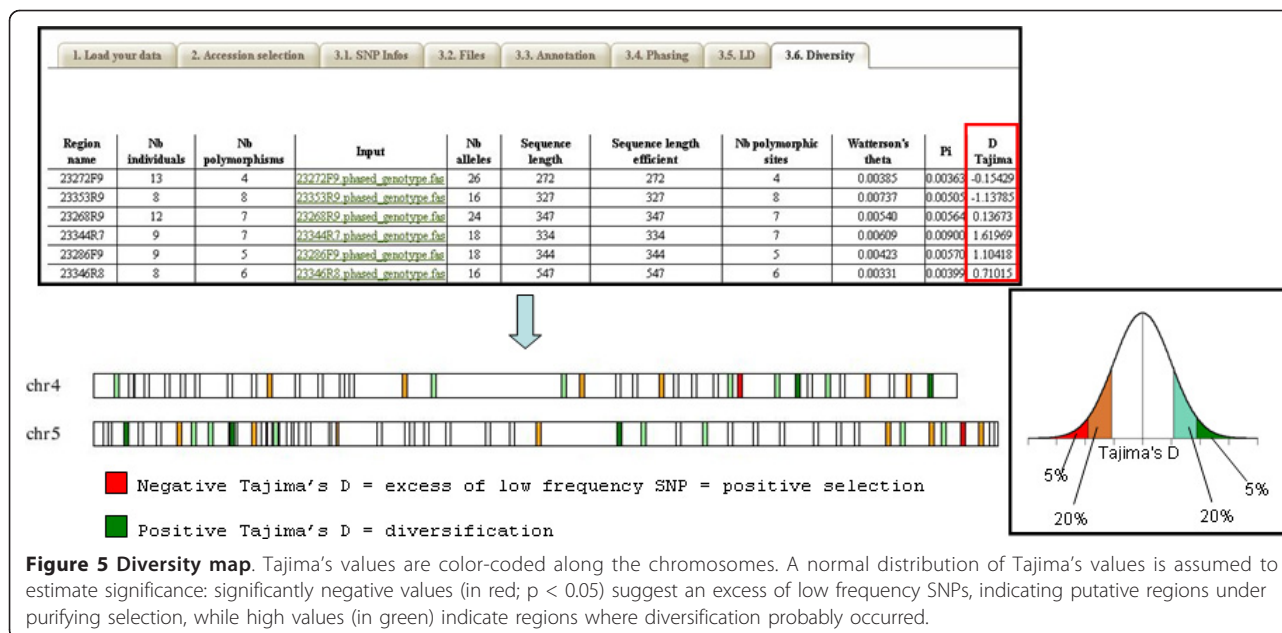 1. Load your data 2. Accession selection 3.1. SNP Infos 3.2. Files 3.3. Annotation 3.4. Phasing 3.5. LD 3.6. Diversity
Region name Nb individuals Nb polymorphisms Input Nb alleles Sequence length Sequence length efficient Nb polymorphic sites Watterson's theta Pi D Tajima
23272F9 13 4 23272F9.phased_genotype.fas 26 272 272 4 0.00385 0.00363 -0.15429
23353R9 8 8 23353R9.phased_genotype.fas 16 327 327 8 0.00737 0.00505 -1.13785
23268R9 12 7 23268R9.phased_genotype.fas 24 347 347 7 0.00540 0.00564 0.13673
23344R7 9 7 23344R7.phased_genotype.fas 18 334 334 7 0.00609 0.00900 1.61969
23286F9 9 5 23286F9.phased_genotype.fas 18 344 344 5 0.00423 0.00570 1.10418
23346R8 8 6 23346R8.phased_genotype.fas 16 547 547 6 0.00331 0.00399 0.71015
chr4
chr5
Negative Tajima's D = excess of low frequency SNP = positive selection
Positive Tajima's D = diversification
Tajima's D
5%
20%
20%
5%
Figure 5 Diversity map. Tajima's values are color-coded along the chromosomes. A normal distribution of Tajima's values is assumed to
estimate significance: significantly negative values (in red; p < 0.05) suggest an excess of low frequency SNPs, indicating putative regions under
purifying selection, while high values (in green) indicate regions where diversification probably occurred.